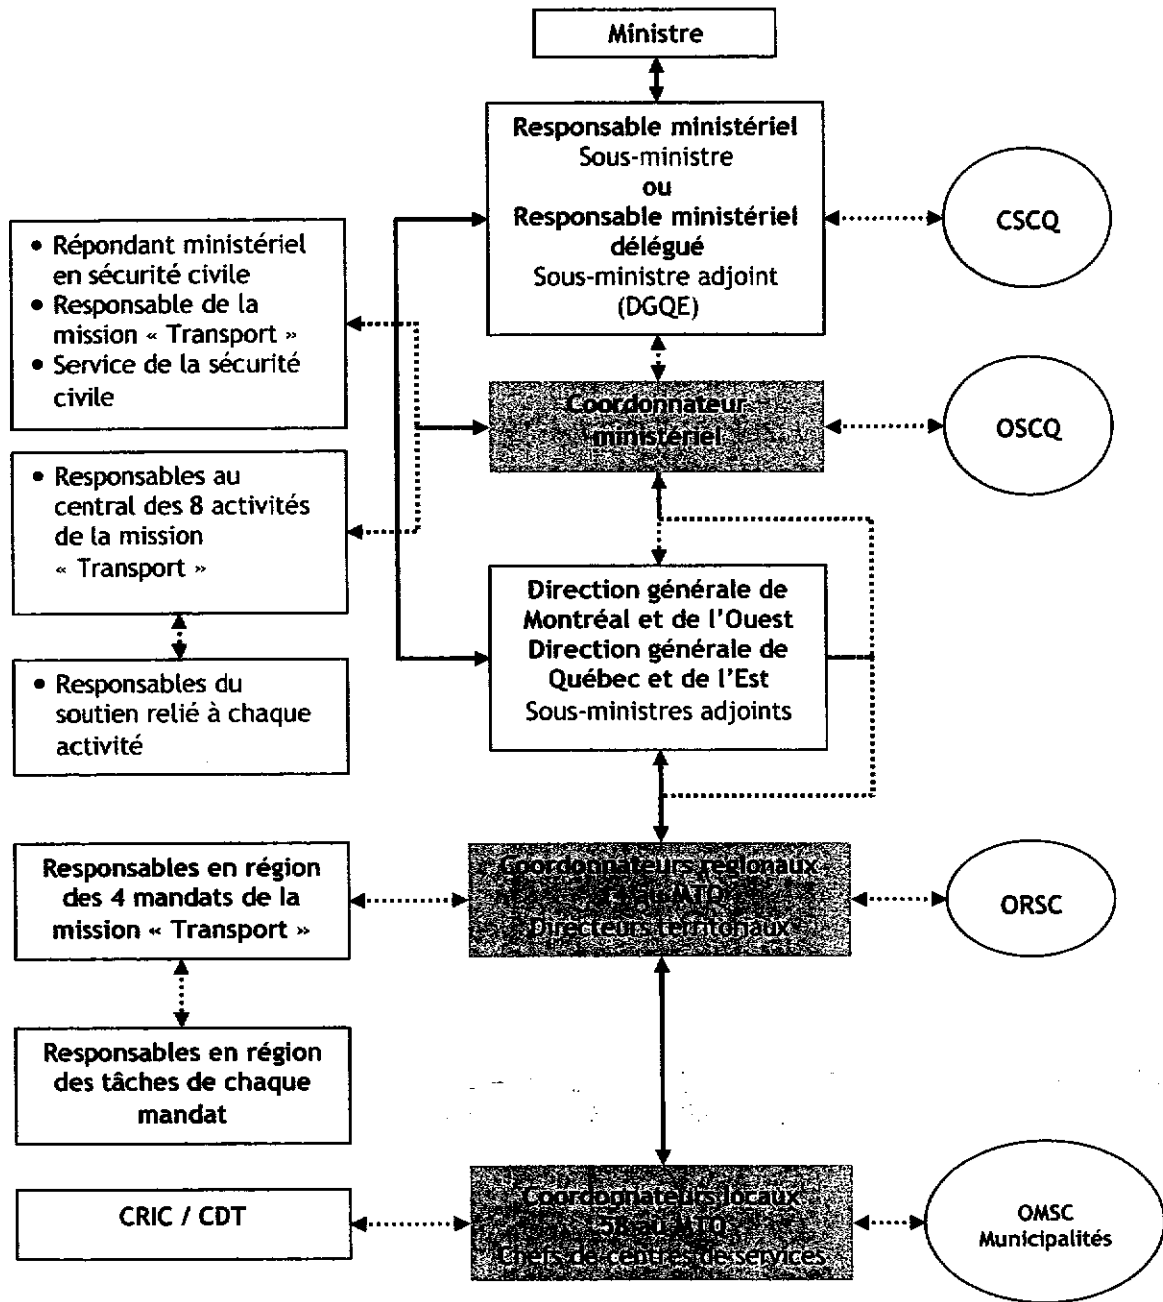 Ministre
Responsable ministériel
Sous-ministre
ou
Responsable ministériel
délégué
Sous-ministre adjoint
(DGQE)
CSCQ
• Répondant ministériel
en sécurité civile
• Responsable de la
mission « Transport »
• Service de la sécurité
civile
Coordonnateur
ministériel
OSCQ
• Responsables au
central des 8 activités
de la mission
« Transport »
Direction générale de
Montréal et de l'Ouest
Direction générale de
Québec et de l'Est
Sous-ministres adjoints
• Responsables du
soutien relié à chaque
activité
Responsables en région
des 4 mandats de la
mission « Transport »
Coordonnateurs régionaux
au MTQ
Directeurs territoriaux
ORSC
Responsables en région
des tâches de chaque
mandat
CRIC / CDT
Coordonnateurs locaux
58 au MTQ
Chefs de centres de services
OMSC
Municipalités